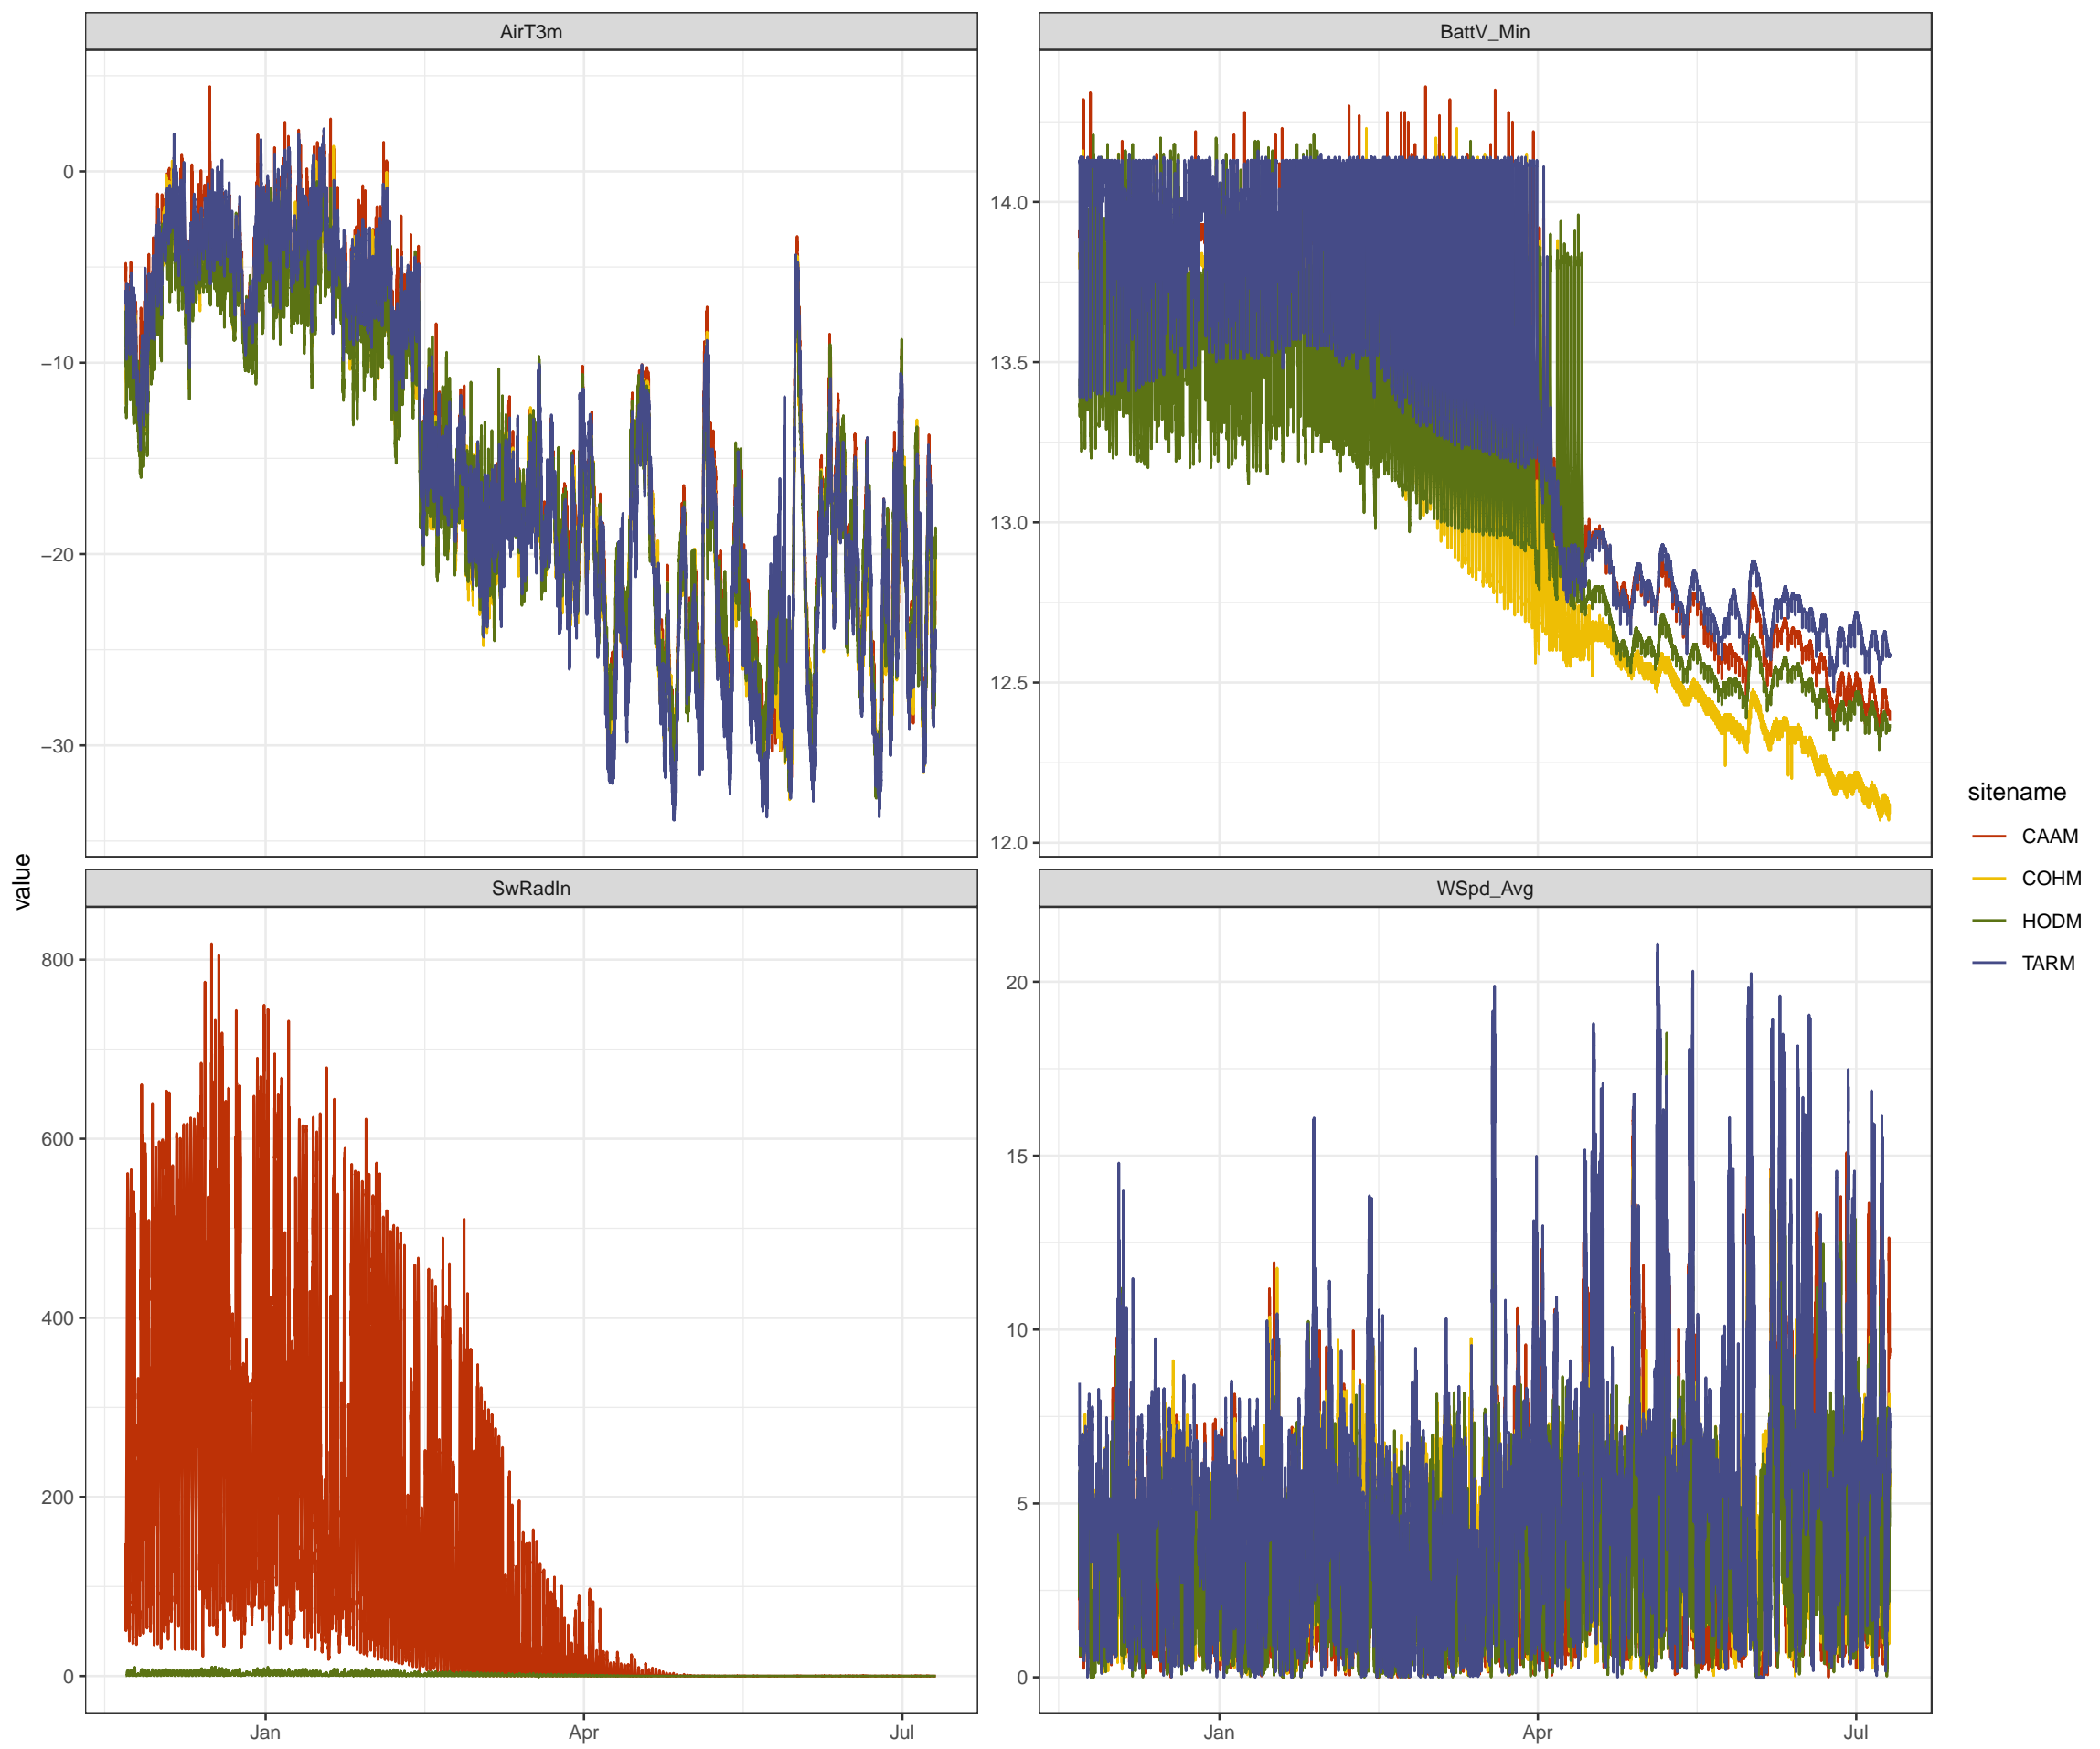 AirT3m
BattV_Min
0
−10
−20
−30
14.0
13.5
13.0
12.5
12.0
value
SwRadIn
WSpd_Avg
800
600
400
200
0
20
15
10
5
0
Jan Apr Jul
Jan Apr Jul
sitename
CAAM
COHM
HODM
TARM